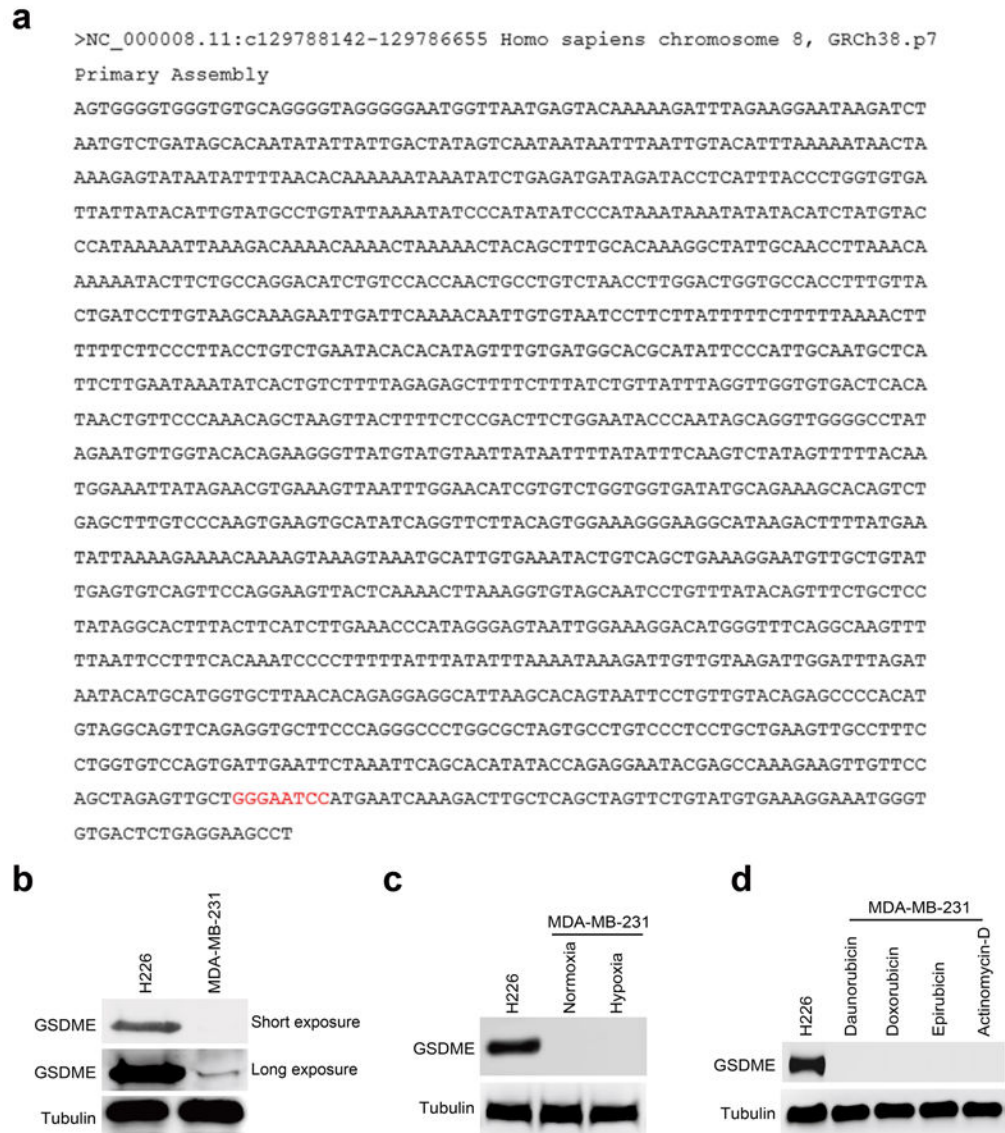 a
>NC_000008.11:c129788142-129786655 Homo sapiens chromosome 8, GRCh38.p7
Primary Assembly
AGTGGGGTGGGTGTGCAGGGGTAGGGGGAATGGTTAATGAGTACAAAAAGATTTAGAAGGAATAAGATCT
AATGTCTGATAGCACAATATATTATTGACTATAGTCAATAATAATTTAATTGTACATTTAAAAATAACTA
AAAGAGTATAATATTTTAACACAAAAAATAAATATCTGAGATGATAGATACCTCATTTACCCTGGTGTGA
TTATTATACATTGTATGCCTGTATTAAAATATCCCATATATCCCATAAATAAATATATACATCTATGTAC
CCATAAAAATTAAAGACAAAACAAAACTAAAAACTACAGCTTTGCACAAAGGCTATTGCAACCTTAAACA
AAAAATACTTCTGCCAGGACATCTGTCCACCAACTGCCTGTCTAACCTTGGACTGGTGCCACCTTTGTTA
CTGATCCTTGTAAGCAAAGAATTGATTCAAAACAATTGTGTAATCCTTCTTATTTTTCTTTTTAAAACTT
TTTTCTTCCCTTACCTGTCTGAATACACACATAGTTTGTGATGGCACGCATATTCCCATTGCAATGCTCA
TTCTTGAATAAATATCACTGTCTTTTAGAGAGCTTTTCTTTATCTGTTATTTAGGTTGGTGTGACTCACA
TAACTGTTCCCAAACAGCTAAGTTACTTTTCTCCGACTTCTGGAATACCCAATAGCAGGTTGGGGCCTAT
AGAATGTTGGTACACAGAAGGGTTATGTATGTAATTATAATTTTATATTTCAAGTCTATAGTTTTTACAA
TGGAAATTATAGAACGTGAAAGTTAATTTGGAACATCGTGTCTGGTGGTGATATGCAGAAAGCACAGTCT
GAGCTTTGTCCCAAGTGAAGTGCATATCAGGTTCTTACAGTGGAAAGGGAAGGCATAAGACTTTTATGAA
TATTAAAAGAAAACAAAAGTAAAGTAAATGCATTGTGAAATACTGTCAGCTGAAAGGAATGTTGCTGTAT
TGAGTGTCAGTTCCAGGAAGTTACTCAAAACTTAAAGGTGTAGCAATCCTGTTTATACAGTTTCTGCTCC
TATAGGCACTTTACTTCATCTTGAAACCCATAGGGAGTAATTGGAAAGGACATGGGTTTCAGGCAAGTTT
TTAATTCCTTTCACAAATCCCCTTTTTATTTATATTTAAAATAAAGATTGTTGTAAGATTGGATTTAGAT
AATACATGCATGGTGCTTAACACAGAGGAGGCATTAAGCACAGTAATTCCTGTTGTACAGAGCCCCACAT
GTAGGCAGTTCAGAGGTGCTTCCCAGGGCCCTGGCGCTAGTGCCTGTCCCTCCTGCTGAAGTTGCCTTTC
CTGGTGTCCAGTGATTGAATTCTAAATTCAGCACATATACCAGAGGAATACGAGCCAAAGAAGTTGTTCC
AGCTAGAGTTGCTGGGAATCCATGAATCAAAGACTTGCTCAGCTAGTTCTGTATGTGAAAGGAAATGGGT
GTGACTCTGAGGAAGCCT
b
H226
MDA-MB-231
GSDME
Short exposure
GSDME
Long exposure
Tubulin
c
MDA-MB-231
H226
Normoxia
Hypoxia
GSDME
Tubulin
d
MDA-MB-231
H226
Daunorubicin
Doxorubicin
Epirubicin
Actinomycin-D
GSDME
Tubulin